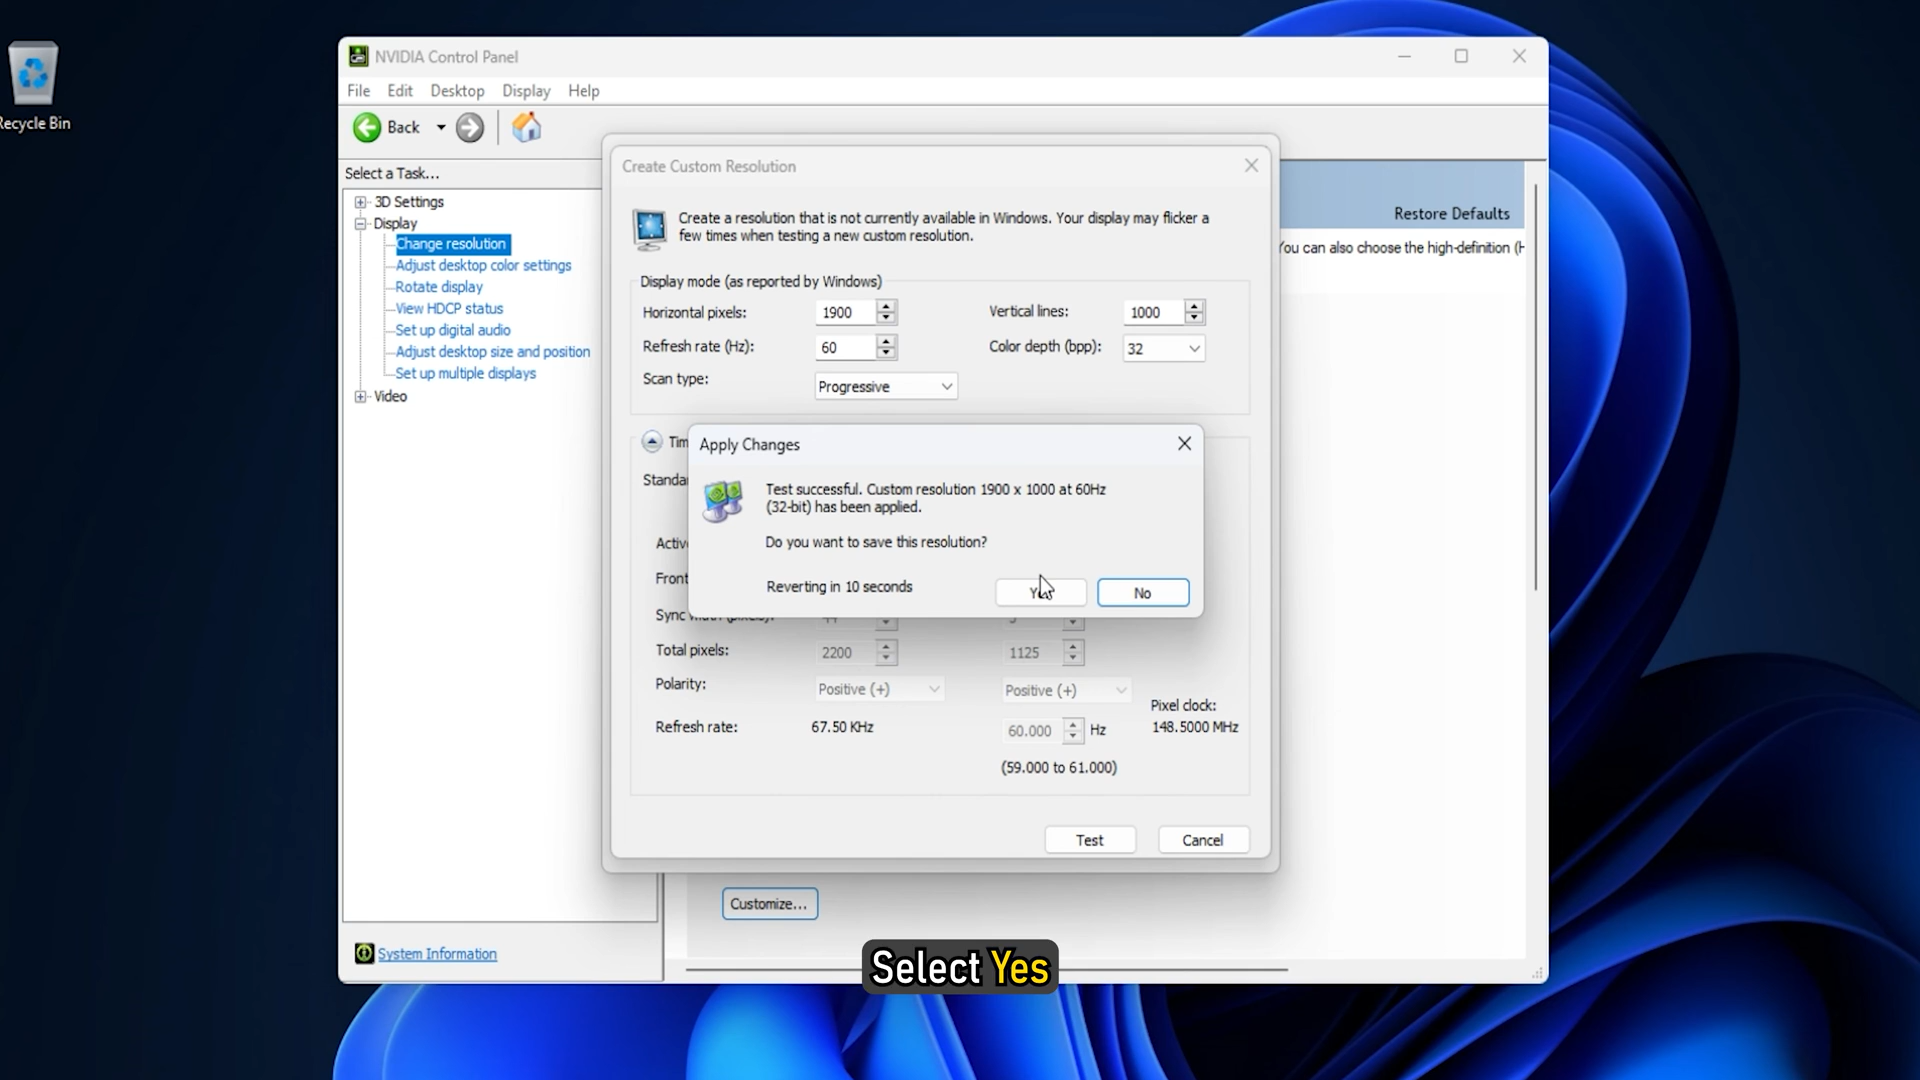 Recycle Bin
NVIDIA Control Panel
File Edit Desktop Display Help
Back
Select a Task...
3D Settings
Display
Change resolution
Adjust desktop color settings
Rotate display
View HDCP status
Set up digital audio
Adjust desktop size and position
Set up multiple displays
Video
System Information
Restore Defaults
You can also choose the high-definition (H
Create Custom Resolution
Create a resolution that is not currently available in Windows. Your display may flicker a
few times when testing a new custom resolution.
Display mode (as reported by Windows)
Horizontal pixels: 1900 Vertical lines: 1000
Refresh rate (Hz): 60 Color depth (bpp): 32
Scan type: Progressive
Tim
Standa
Active
Front
Apply Changes
Test successful. Custom resolution 1900 x 1000 at 60Hz
(32-bit) has been applied.
Do you want to save this resolution?
Reverting in 10 seconds
No
Sync
Total pixels: 2200 1125
Polarity: Positive (+) Positive (+)
Pixel clock:
Refresh rate: 67.50 KHz 60.000 Hz 148.5000 MHz
(59.000 to 61.000)
Test Cancel
Customize...
Select Yes